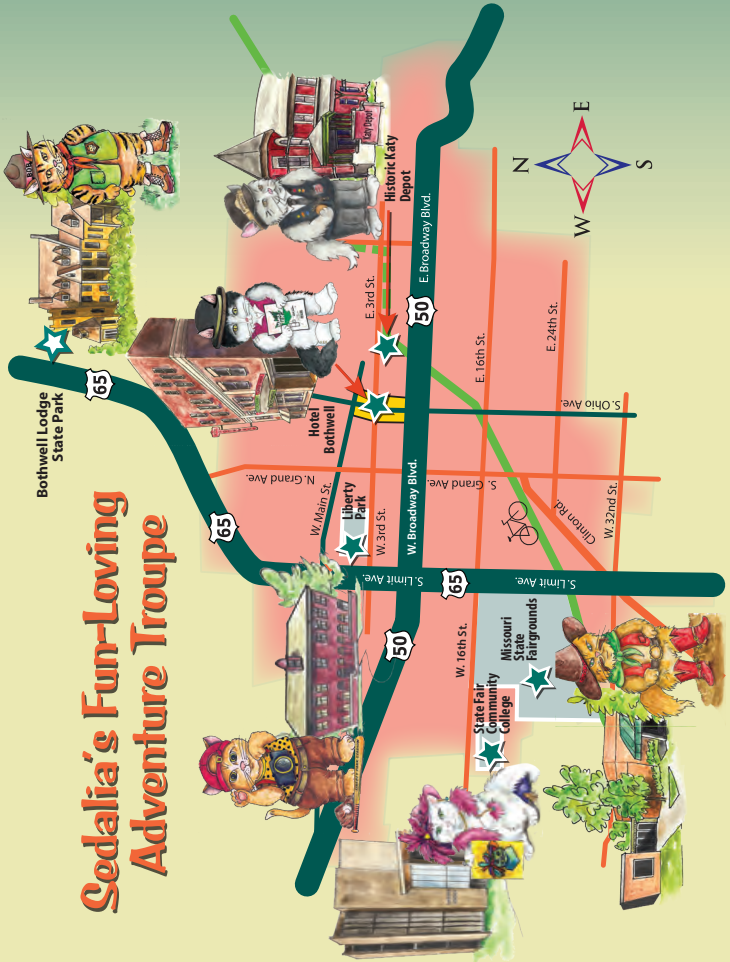 Sedalia's Fun-Loving
Adventure Troupe
Bothwell Lodge
State Park
65
65
Hotel
Bothwell
Historic Katy
Depot
Katy Depot
N. Grand Ave.
W. Main St.
Liberty
Park
W. 3rd St.
E. 3rd St.
50
W. Broadway Blvd.
E. Broadway Blvd.
50
S. Limit Ave.
65
S. Limit Ave.
S. Grand Ave.
S. Ohio Ave.
W. 16th St.
E. 16th St.
E. 24th St.
Clinton Rd.
W. 32nd St.
State Fair
Community
College
Missouri
State
Fairgrounds
N
E
S
W